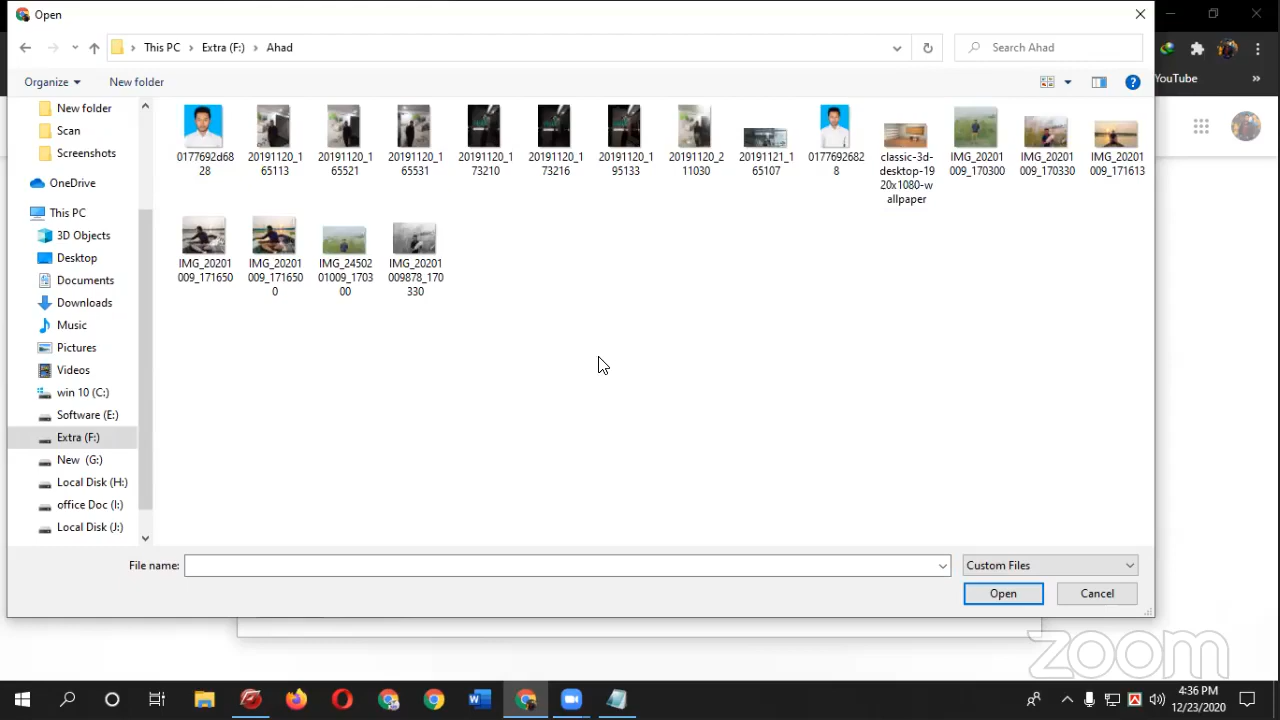 Open
This PC
Extra (F:)
Ahad
Search Ahad
Organize
New folder
YouTube
New folder
Scan
Screenshots
OneDrive
This PC
3D Objects
Desktop
Documents
Downloads
Music
Pictures
Videos
win 10 (C:)
Software (E:)
Extra (F:)
New (G:)
Local Disk (H:)
office Doc (I:)
Local Disk (J:)
0177692d68
28
20191120_1
65113
20191120_1
65521
20191120_1
65531
20191120_1
73210
20191120_1
73216
20191120_1
95133
20191120_2
11030
20191121_1
65107
0177692682
8
classic-3d-
desktop-19
20x1080-w
allpaper
IMG_20201
009_170300
IMG_20201
009_170330
IMG_20201
009_171613
IMG_20201
009_171650
IMG_20201
009_171650
0
IMG_24502
01009_1703
00
IMG_20201
009878_170
330
File name:
Custom Files
Open
Cancel
zoom
4:36 PM
12/23/2020